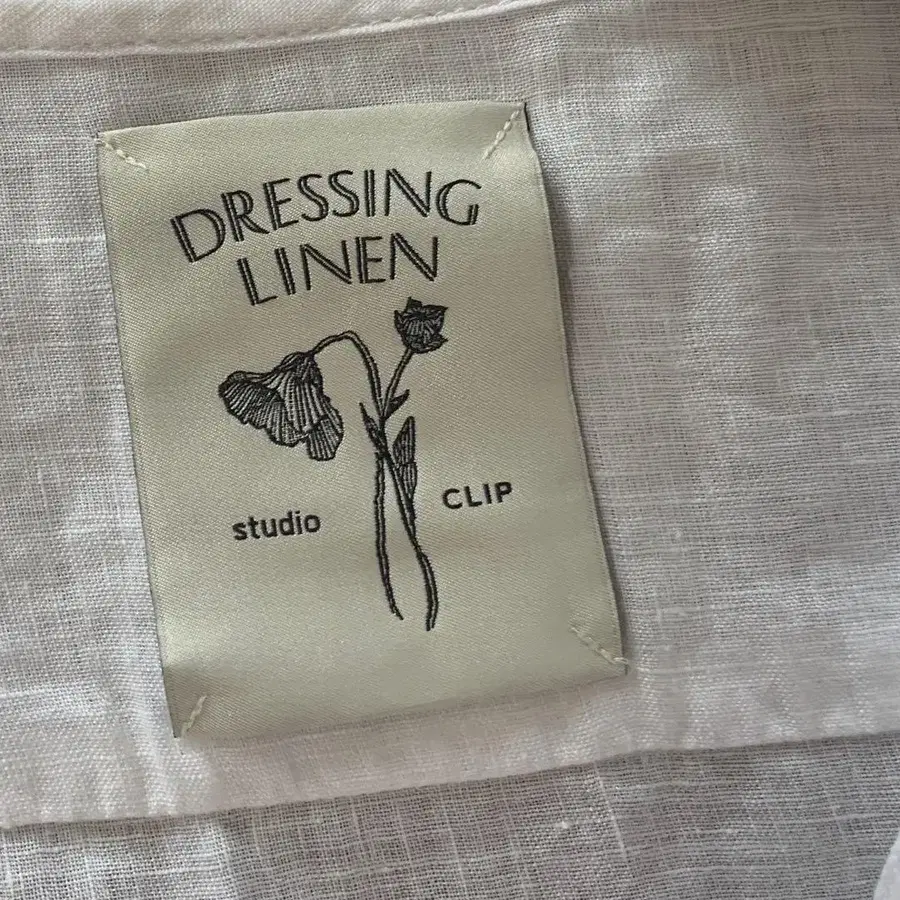 DRESSING
LINEN
studio CLIP